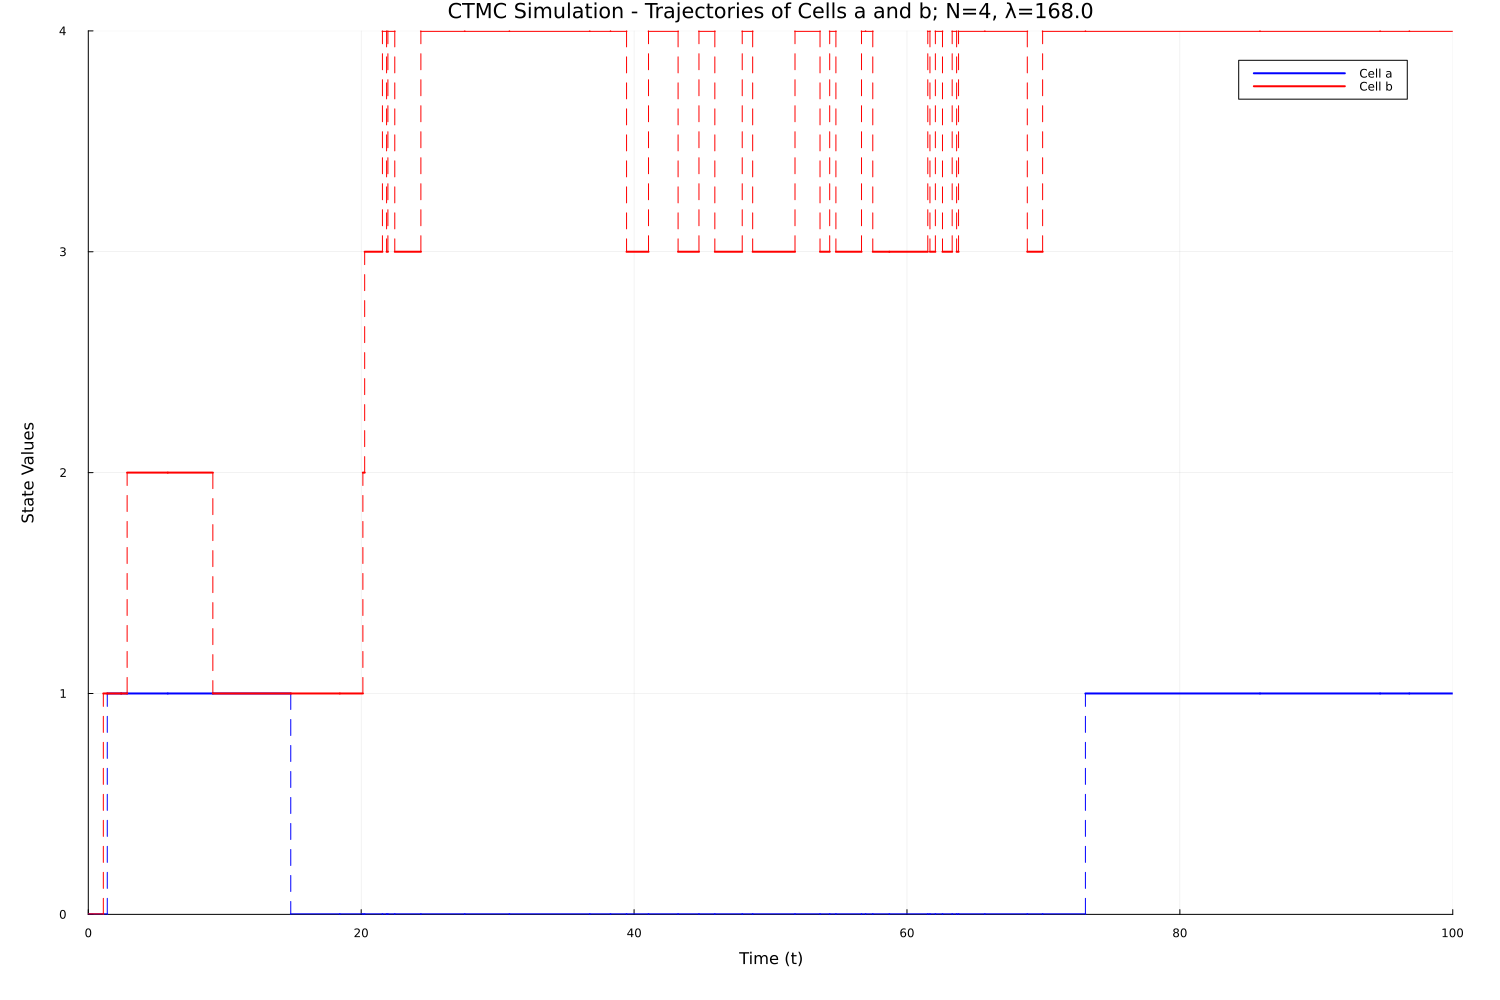 CTMC Simulation - Trajectories of Cells a and b; N=4, λ=168.0
4
Cell a
Cell b
3
State Values
2
1
0
0 20 40 60 80 100
Time (t)